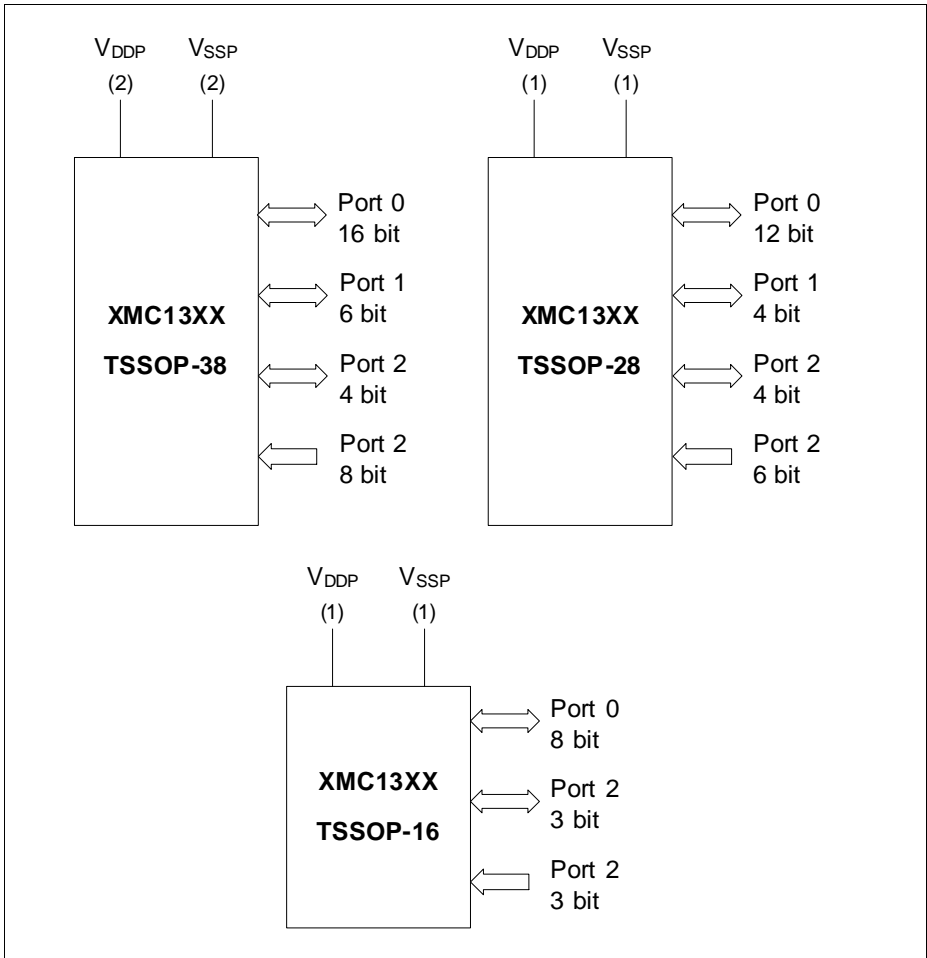 VDDP VSSP
(2) (2)
XMC13XX
TSSOP-38
Port 0
16 bit
Port 1
6 bit
Port 2
4 bit
Port 2
8 bit
VDDP VSSP
(1) (1)
XMC13XX
TSSOP-28
Port 0
12 bit
Port 1
4 bit
Port 2
4 bit
Port 2
6 bit
VDDP VSSP
(1) (1)
XMC13XX
TSSOP-16
Port 0
8 bit
Port 2
3 bit
Port 2
3 bit